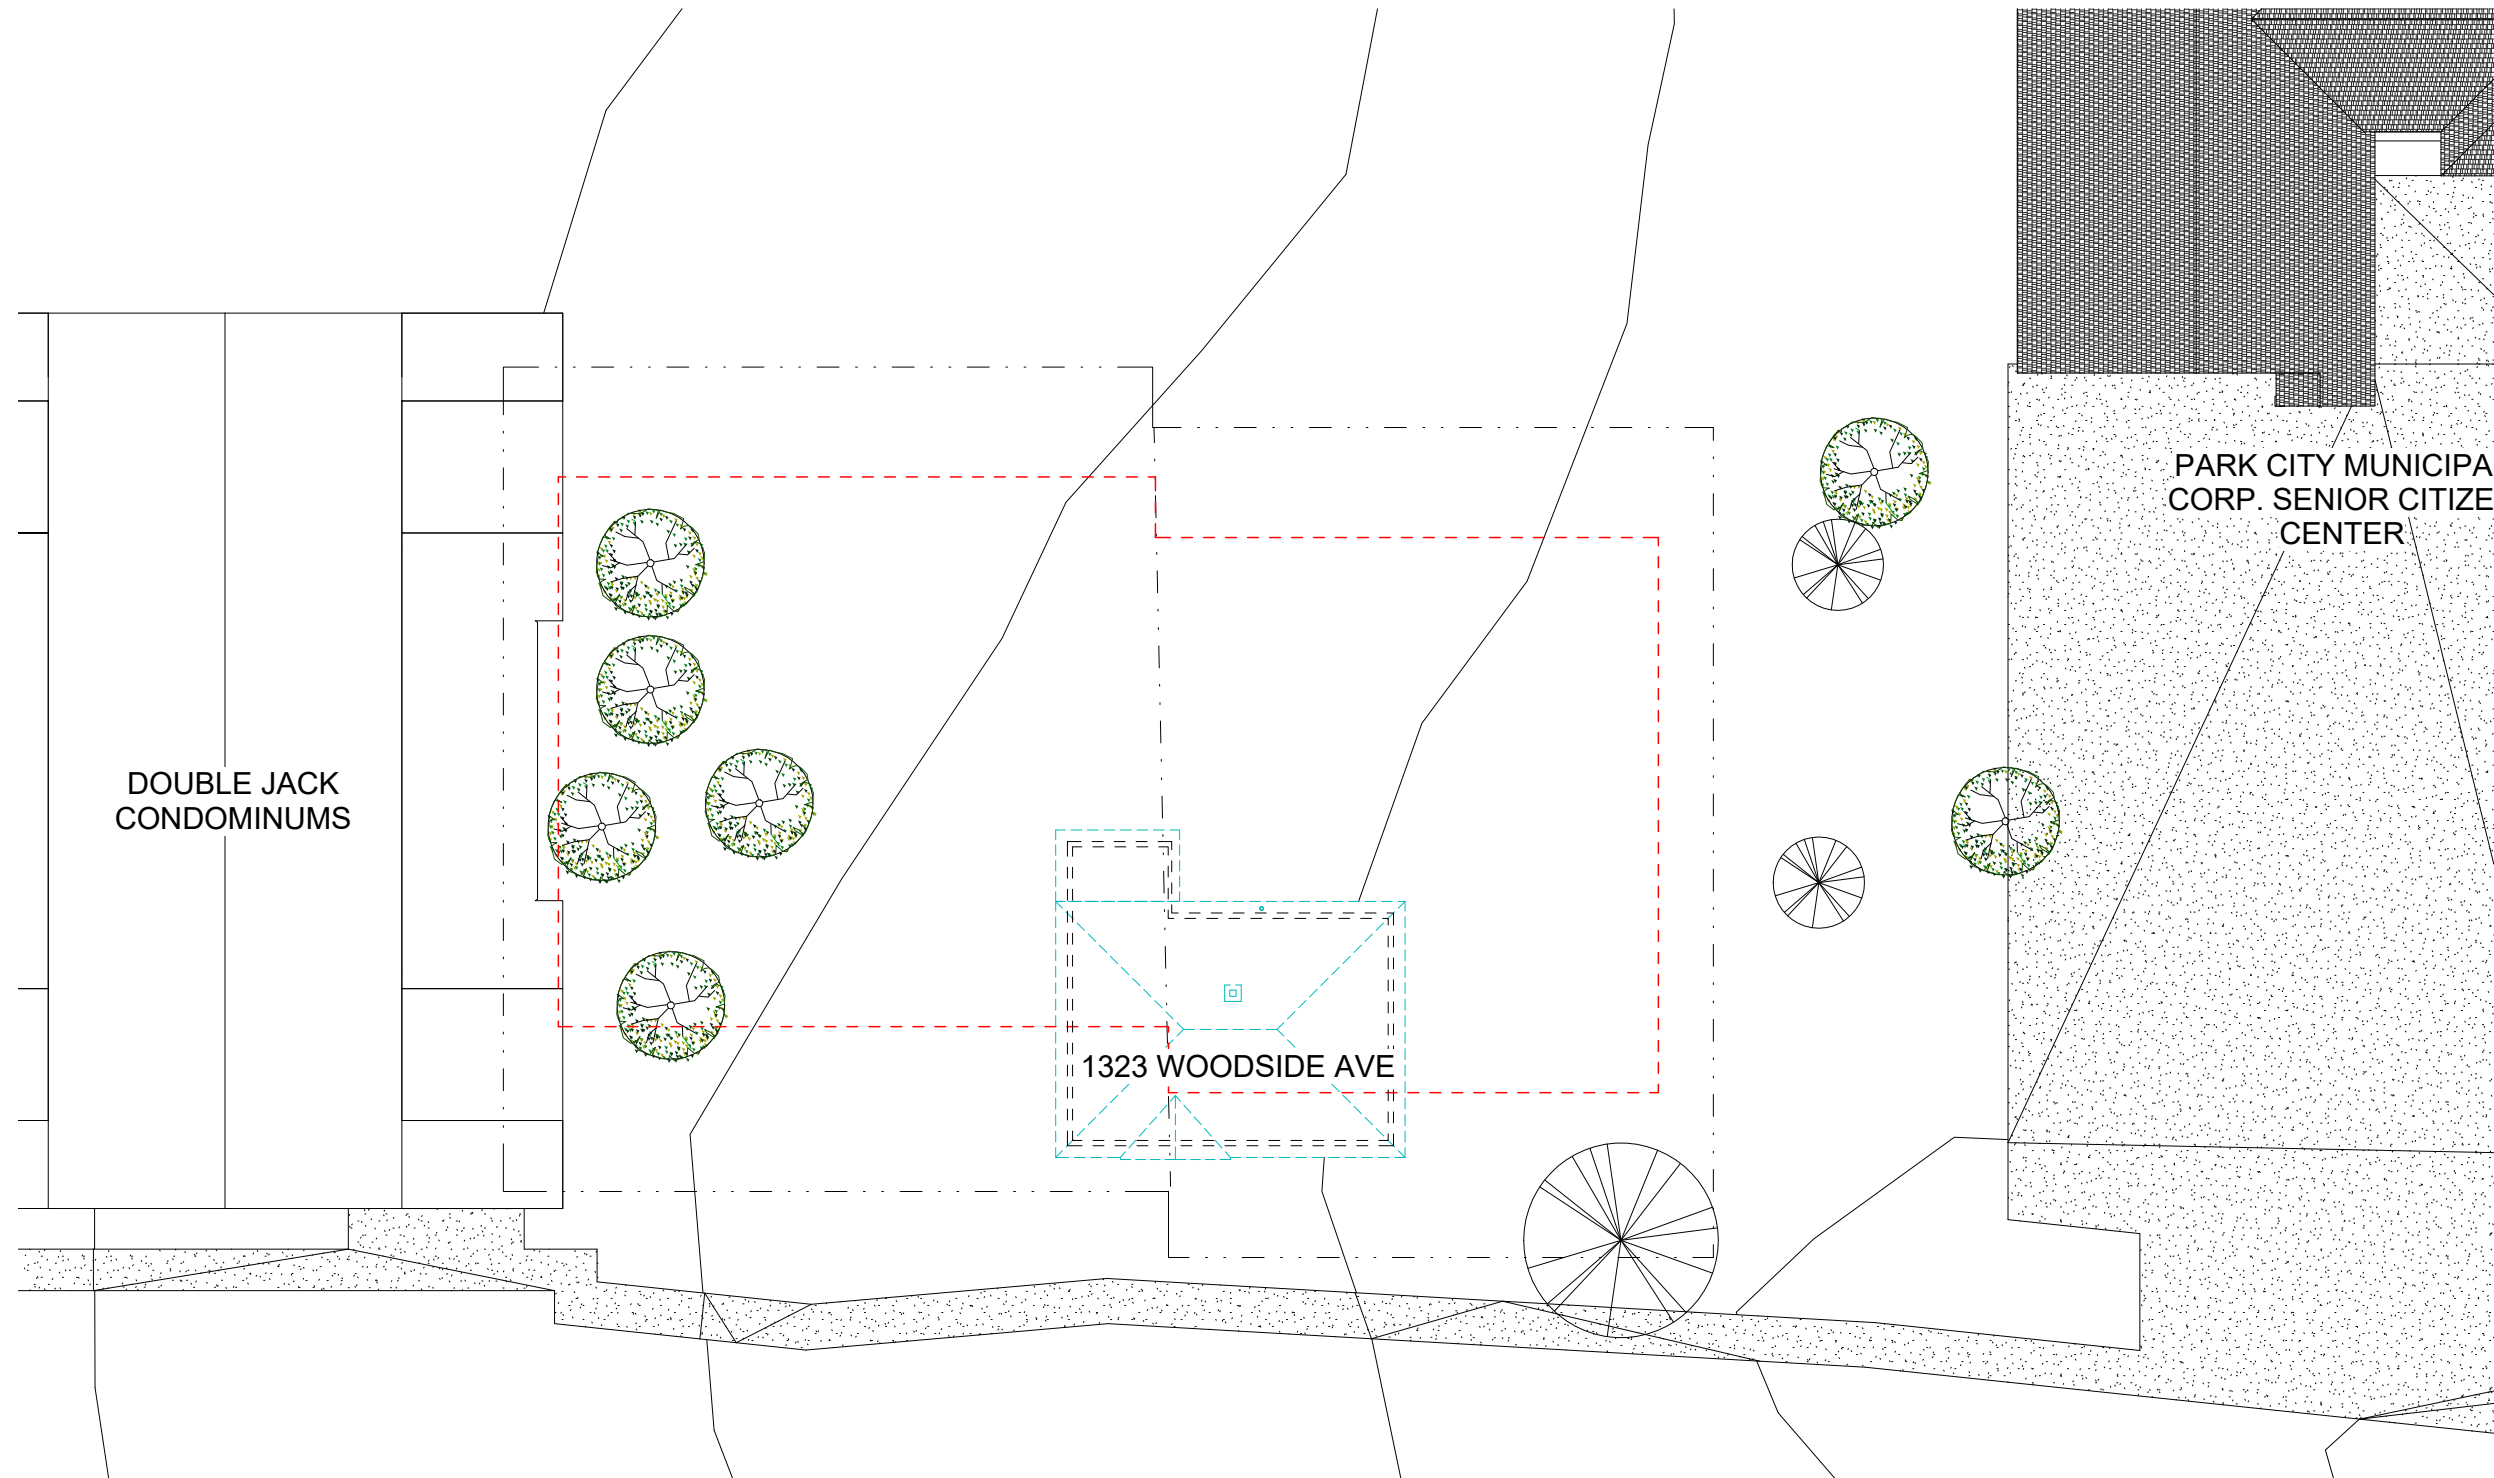 DOUBLE JACK
CONDOMINUMS
1323 WOODSIDE AVE
PARK CITY MUNICIPA
CORP. SENIOR CITIZE
CENTER